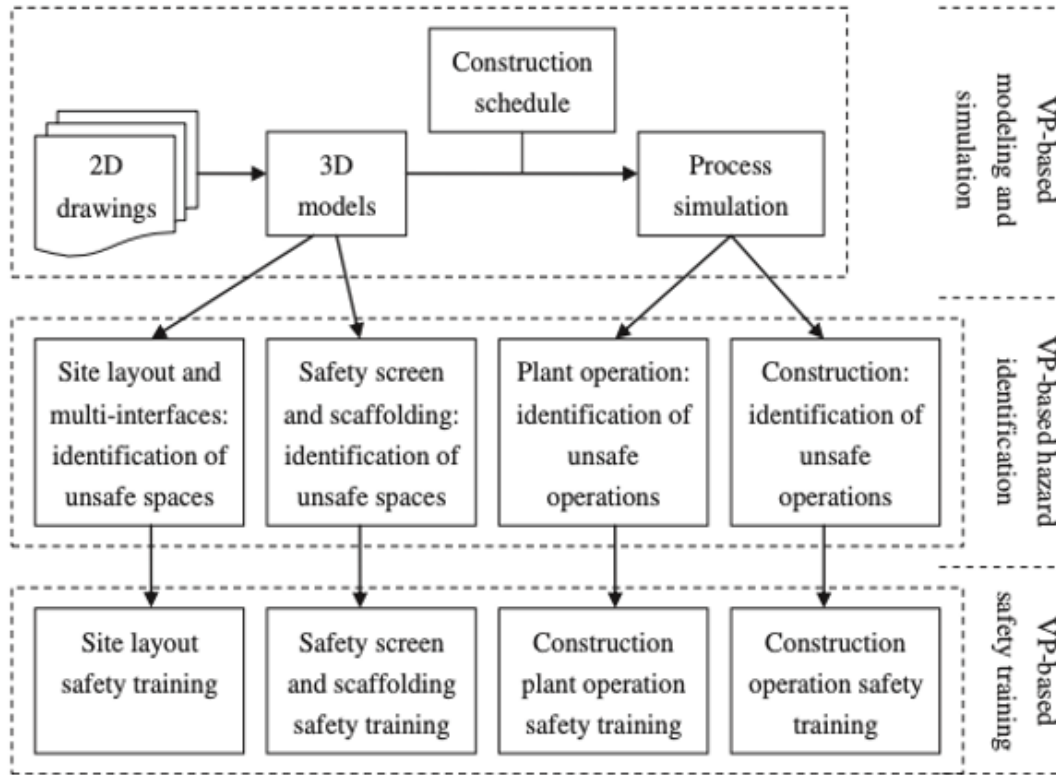 Construction
schedule
2D
drawings
3D
models
Process
simulation
VP-based
modeling and
simulation
Site layout and
multi-interfaces:
identification of
unsafe spaces
Safety screen
and scaffolding:
identification of
unsafe spaces
Plant operation:
identification of
unsafe
operations
Construction:
identification of
unsafe
operations
VP-based hazard
identification
Site layout
safety training
Safety screen
and scaffolding
safety training
Construction
plant operation
safety training
Construction
operation safety
training
VP-based
safety training